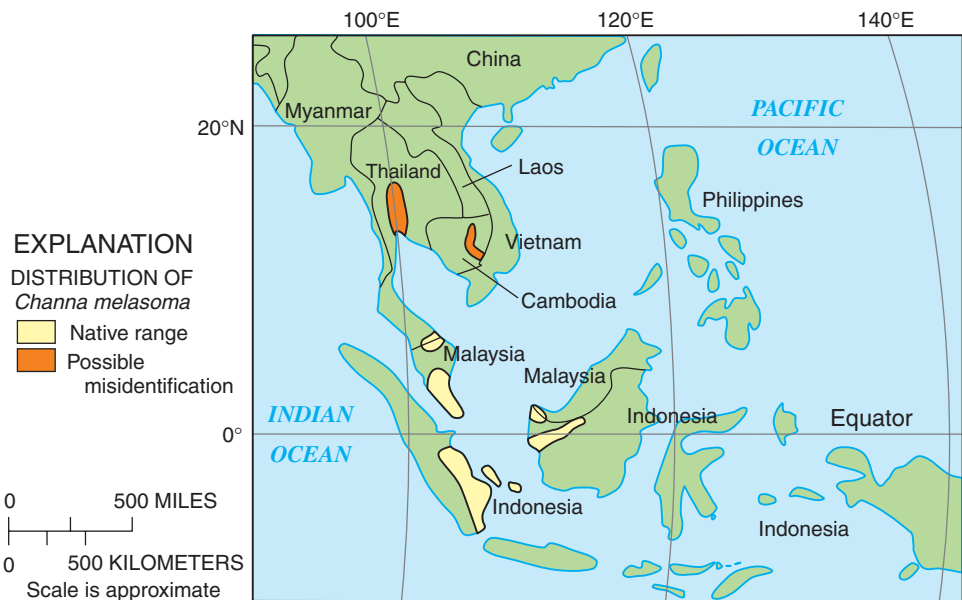 100°E
120°E
140°E
China
Myanmar
PACIFIC
OCEAN
20°N
Thailand
Laos
Philippines
Vietnam
Cambodia
EXPLANATION
DISTRIBUTION OF
Channa melasoma
Native range
Possible
misidentification
Malaysia
Malaysia
INDIAN
OCEAN
Indonesia
Equator
0°
Indonesia
Indonesia
0 500 MILES
0 500 KILOMETERS
Scale is approximate